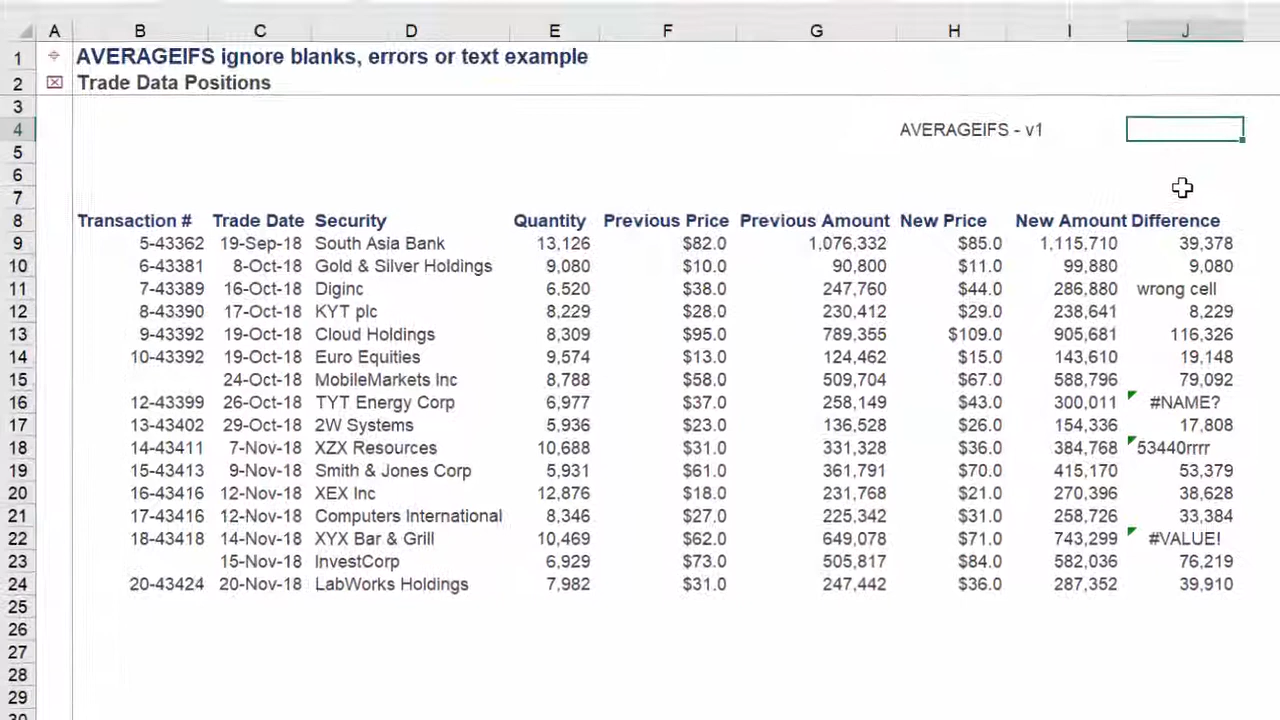 A B C D E F G H I J
1 AVERAGEIFS ignore blanks, errors or text example
2 Trade Data Positions
3
4 AVERAGEIFS - v1
5
6
7
8 Transaction # Trade Date Security Quantity Previous Price Previous Amount New Price New Amount Difference
9 5-43362 19-Sep-18 South Asia Bank 13,126 $82.0 1,076,332 $85.0 1,115,710 39,378
10 6-43381 8-Oct-18 Gold & Silver Holdings 9,080 $10.0 90,800 $11.0 99,880 9,080
11 7-43389 16-Oct-18 Diginc 6,520 $38.0 247,760 $44.0 286,880 wrong cell
12 8-43390 17-Oct-18 KYT plc 8,229 $28.0 230,412 $29.0 238,641 8,229
13 9-43392 19-Oct-18 Cloud Holdings 8,309 $95.0 789,355 $109.0 905,681 116,326
14 10-43392 19-Oct-18 Euro Equities 9,574 $13.0 124,462 $15.0 143,610 19,148
15 24-Oct-18 MobileMarkets Inc 8,788 $58.0 509,704 $67.0 588,796 79,092
16 12-43399 26-Oct-18 TYT Energy Corp 6,977 $37.0 258,149 $43.0 300,011 #NAME?
17 13-43402 29-Oct-18 2W Systems 5,936 $23.0 136,528 $26.0 154,336 17,808
18 14-43411 7-Nov-18 XZX Resources 10,688 $31.0 331,328 $36.0 384,768 53440rrrr
19 15-43413 9-Nov-18 Smith & Jones Corp 5,931 $61.0 361,791 $70.0 415,170 53,379
20 16-43416 12-Nov-18 XEX Inc 12,876 $18.0 231,768 $21.0 270,396 38,628
21 17-43416 12-Nov-18 Computers International 8,346 $27.0 225,342 $31.0 258,726 33,384
22 18-43418 14-Nov-18 XYX Bar & Grill 10,469 $62.0 649,078 $71.0 743,299 #VALUE!
23 15-Nov-18 InvestCorp 6,929 $73.0 505,817 $84.0 582,036 76,219
24 20-43424 20-Nov-18 LabWorks Holdings 7,982 $31.0 247,442 $36.0 287,352 39,910
25
26
27
28
29
30